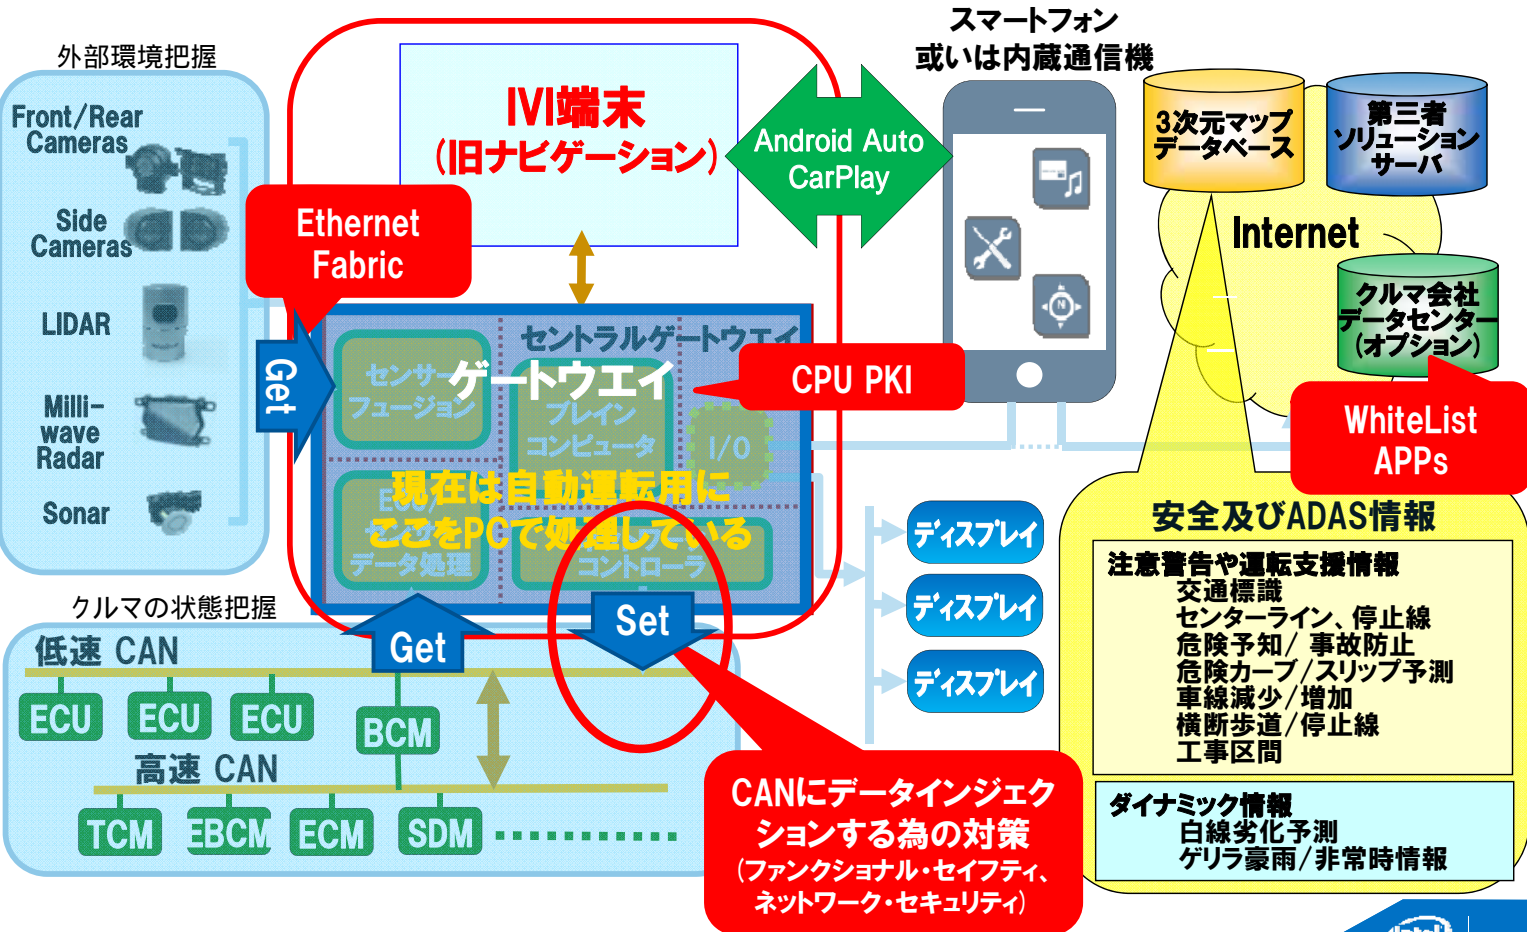 スマートフォン
或いは内蔵通信機
外部環境把握
Front/Rear
Cameras
Side
Cameras
LIDAR
Milli-
wave
Radar
Sonar
IVI端末
(旧ナビゲーション)
Android Auto
CarPlay
3次元マップ
データベース
第三者
ソリューション
サーバ
Internet
クルマ会社
データセンター
(オプション)
Ethernet
Fabric
Get
セントラルゲートウエイ
ゲートウエイ
センサー
フュージョン
ブレイン
コンピュータ
I/O
CPU PKI
現在は自動運転用に
ここをPCで処理している
ECU/
データ処理
コントローラ
WhiteList
APPs
ディスプレイ
ディスプレイ
ディスプレイ
クルマの状態把握
Get
Set
低速 CAN
ECU
ECU
ECU
BCM
高速 CAN
TCM
EBCM
ECM
SDM
CANにデータインジェク
ションする為の対策
(ファンクショナル・セイフティ、
ネットワーク・セキュリティ)
安全及びADAS情報
注意警告や運転支援情報
交通標識
センターライン、停止線
危険予知/ 事故防止
危険カーブ/スリップ予測
車線減少/増加
横断歩道/停止線
工事区間
ダイナミック情報
白線劣化予測
ゲリラ豪雨/非常時情報